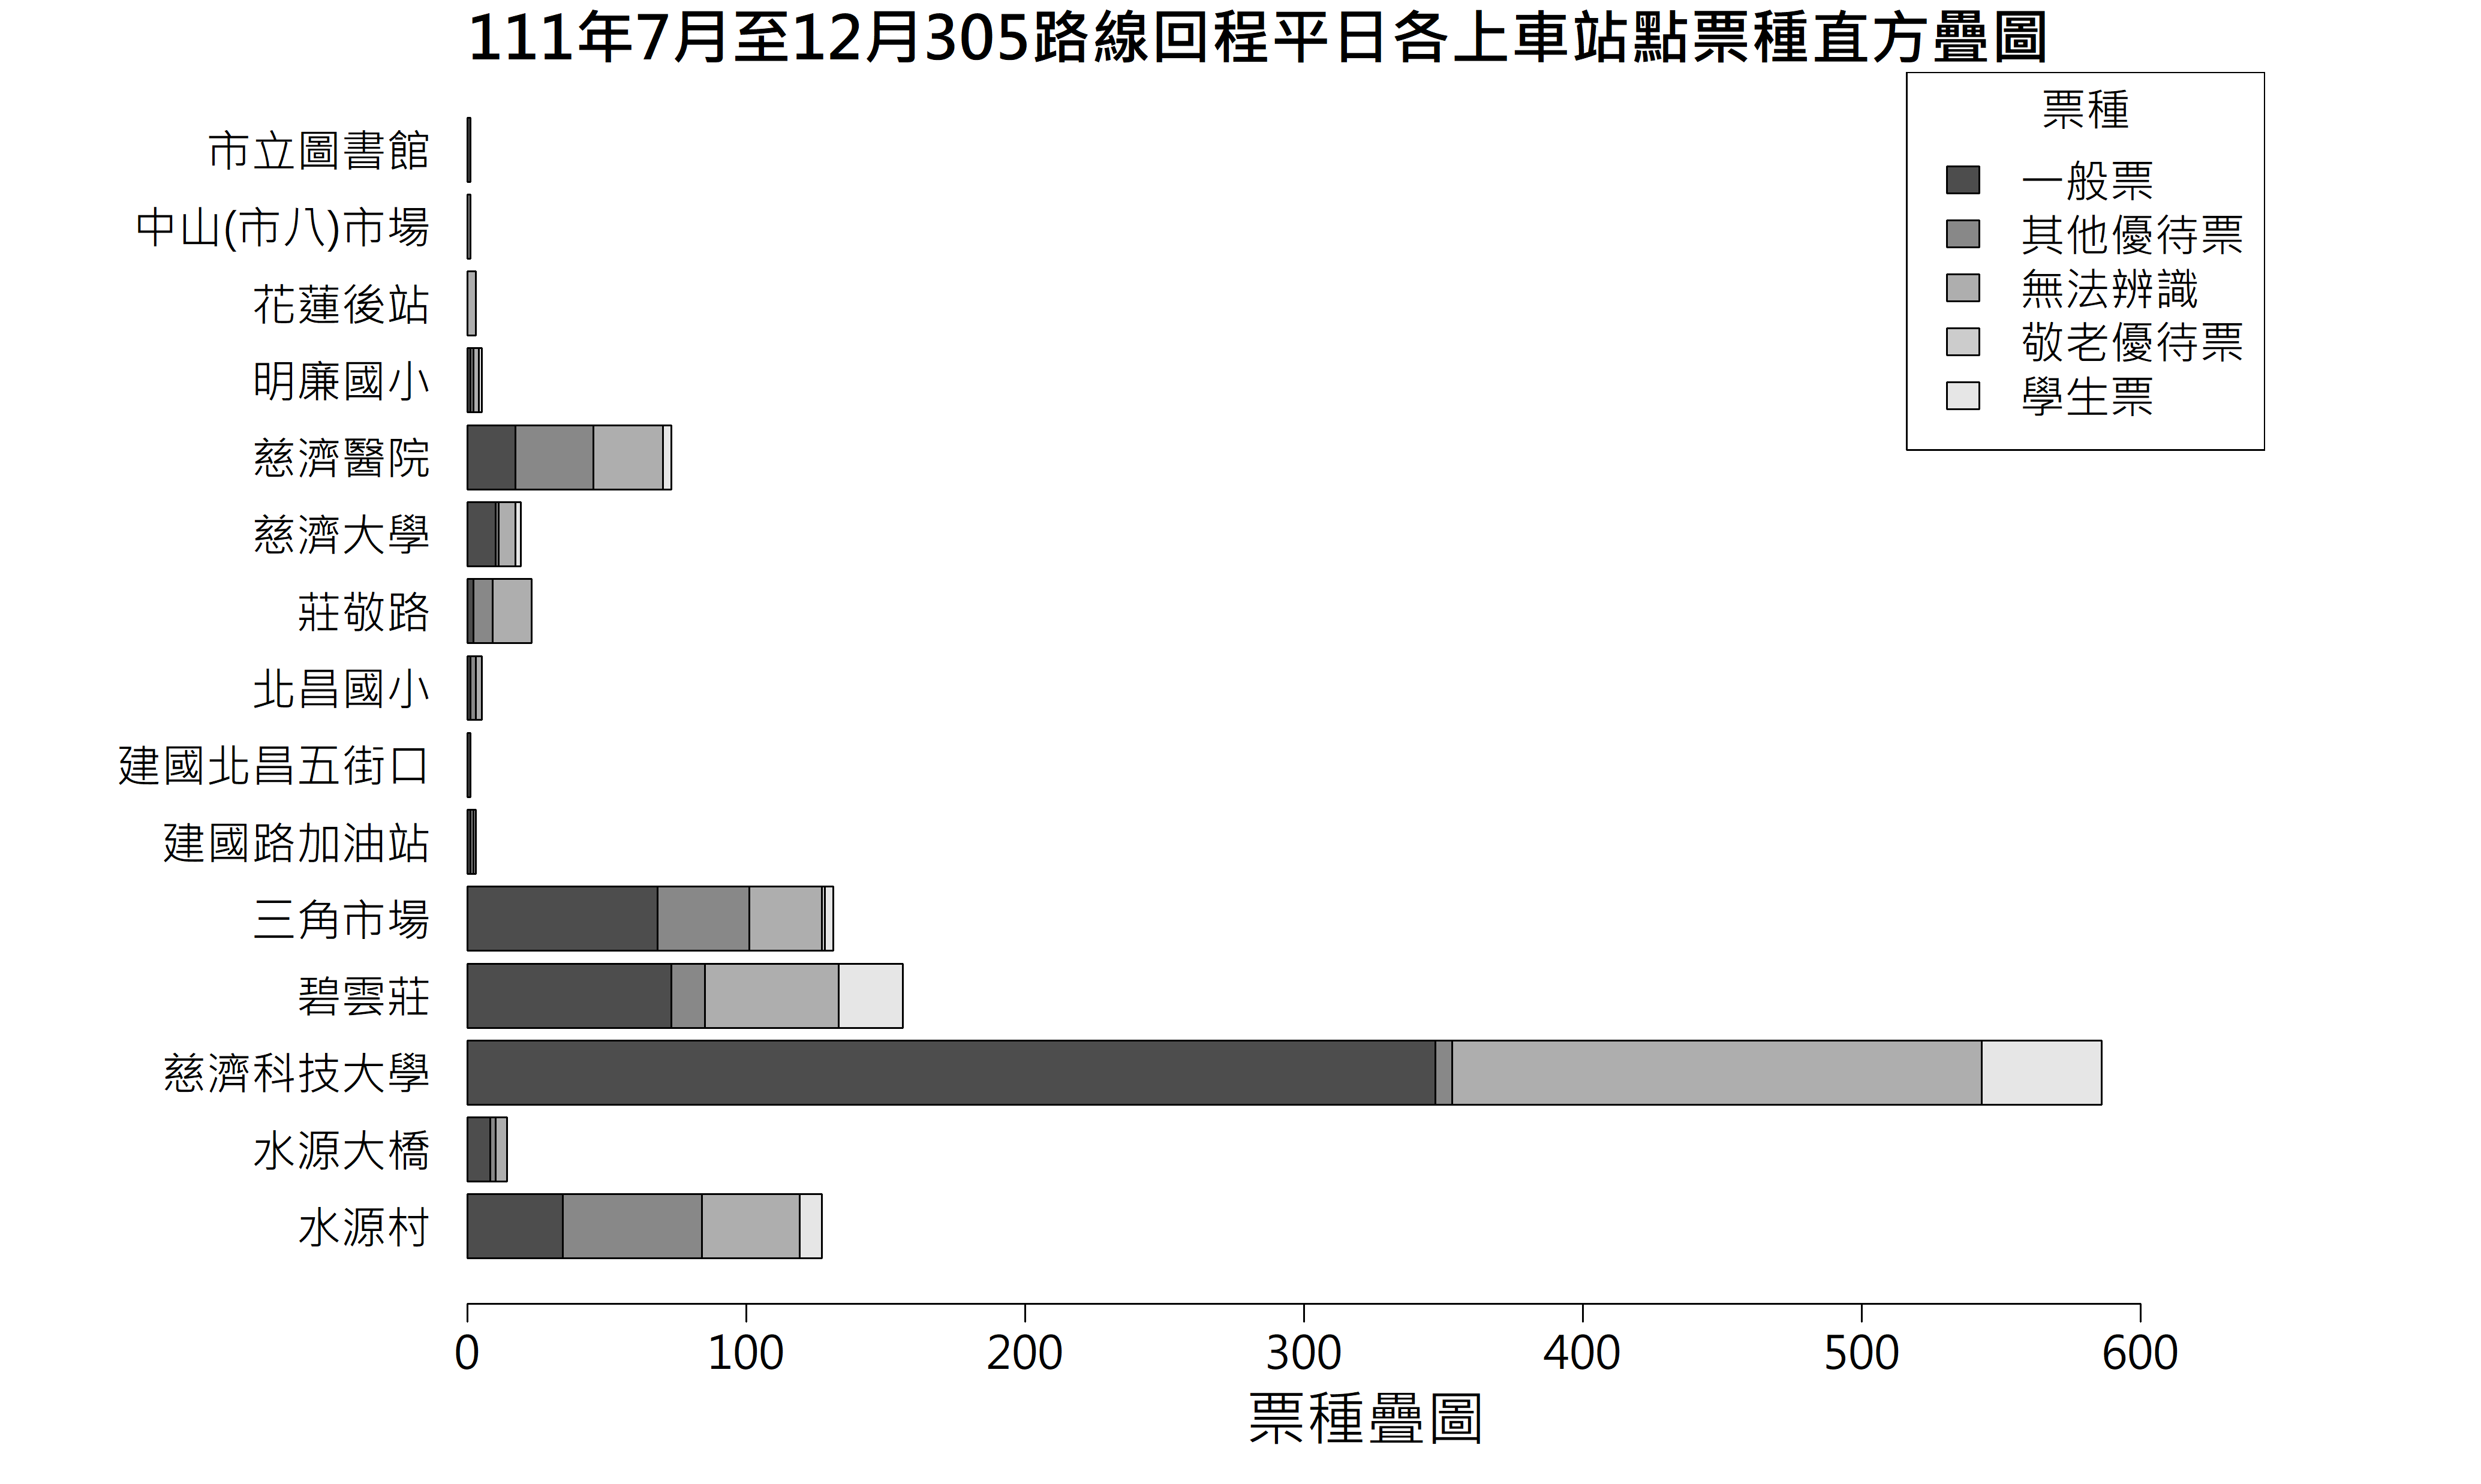 111年7月至12月305路線回程平日各上車站點票種直方疊圖
票種
一般票
其他優待票
無法辨識
敬老優待票
學生票
市立圖書館
中山(市八)市場
花蓮後站
明廉國小
慈濟醫院
慈濟大學
莊敬路
北昌國小
建國北昌五街口
建國路加油站
三角市場
碧雲莊
慈濟科技大學
水源大橋
水源村
0 100 200 300 400 500 600
票種疊圖